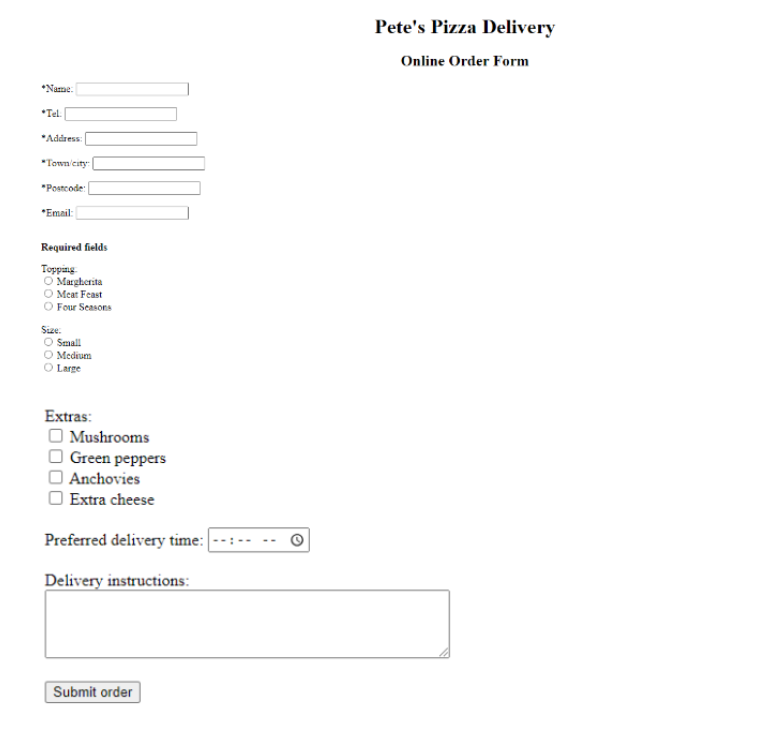 Pete's Pizza Delivery
Online Order Form
*Name:
*Tel:
*Address:
*Town/city:
*Postcode:
*Email:
Required fields
Topping:
Margherita
Meat Feast
Four Seasons
Size:
Small
Medium
Large
Extras:
Mushrooms
Green peppers
Anchovies
Extra cheese
Preferred delivery time: --:-- --
Delivery instructions:
Submit order